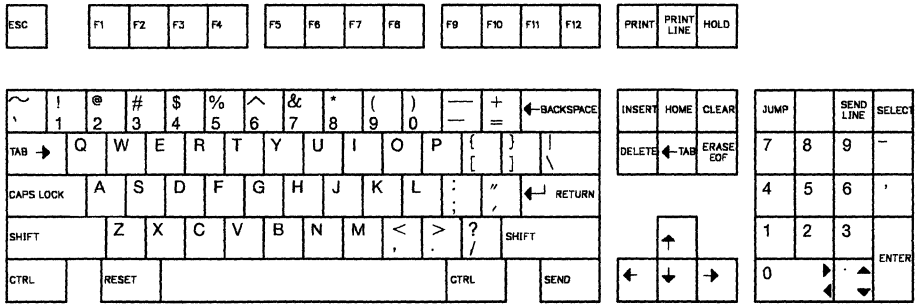 ESC F1 F2 F3 F4 F5 F6 F7 F8 F9 F10 F11 F12 PRINT PRINT LINE HOLD
~ ! @ # $ % ^ & * ( ) — + ←BACKSPACE INSERT HOME CLEAR JUMP SEND LINE SELECT
` 1 2 3 4 5 6 7 8 9 0 — =
TAB → Q W E R T Y U I O P { } | DELETE ←TAB ERASE EOF 7 8 9 –
[ ] \
CAPS LOCK A S D F G H J K L : " ↵ RETURN 4 5 6 ,
; '
SHIFT Z X C V B N M < > ? SHIFT ↑ 1 2 3 ENTER
, . /
CTRL RESET CTRL SEND ← ↓ → 0 ▶ ◀ . ▲ ▼